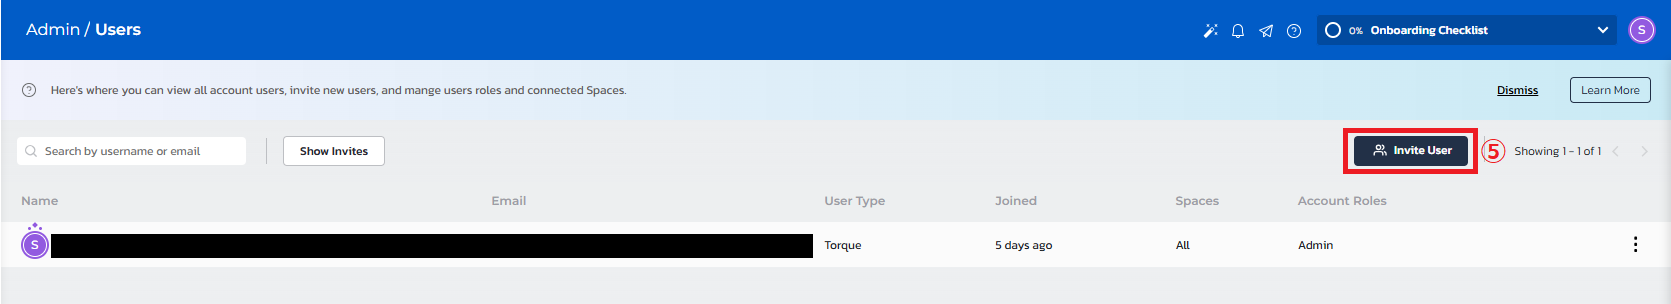 Admin / Users
0% Onboarding Checklist
S
Here's where you can view all account users, invite new users, and mange users roles and connected Spaces.
Dismiss
Learn More
Search by username or email
Show Invites
Invite User
⑤
Showing 1 - 1 of 1
Name Email User Type Joined Spaces Account Roles
S Torque 5 days ago All Admin